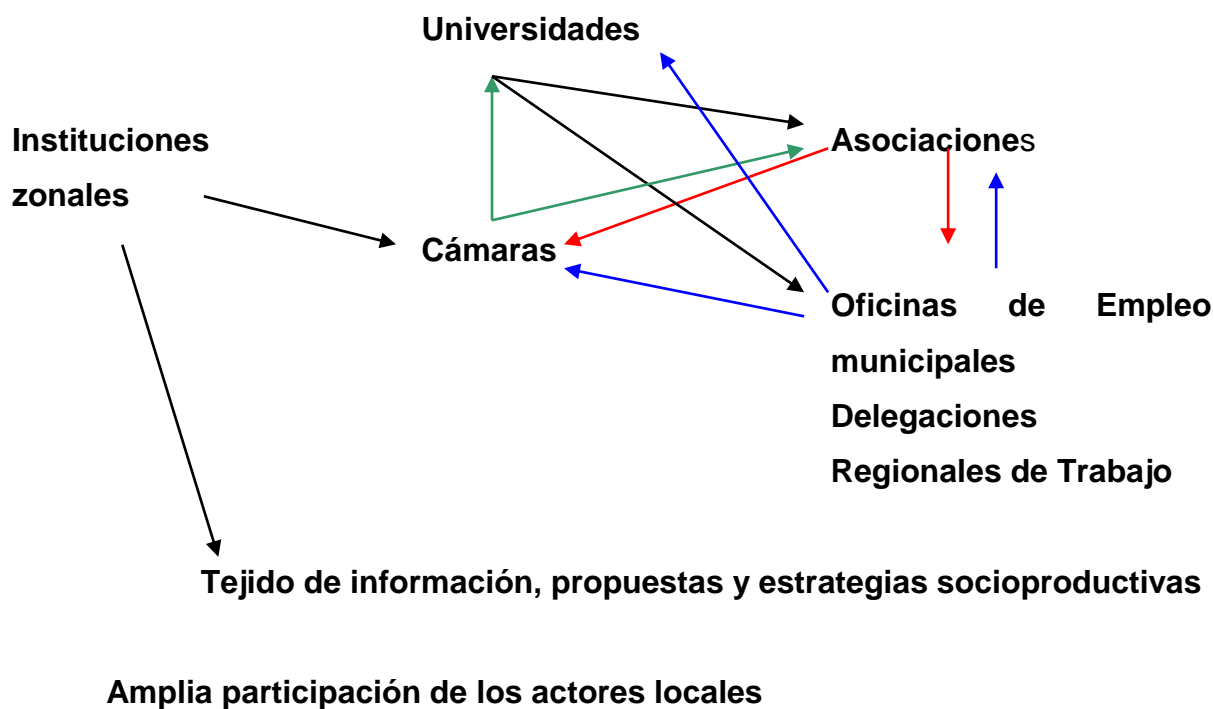 Universidades
Instituciones
zonales
Asociaciones
Cámaras
Oficinas de Empleo
municipales
Delegaciones
Regionales de Trabajo
Tejido de información, propuestas y estrategias socioproductivas
Amplia participación de los actores locales